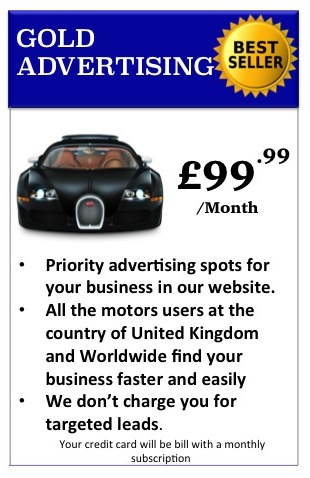 GOLD
ADVERTISING
BEST
SELLER
£99.99
/Month
• Priority advertising spots for
your business in our website.
• All the motors users at the
country of United Kingdom
and Worldwide find your
business faster and easily
• We don’t charge you for
targeted leads.
Your credit card will be bill with a monthly
subscription